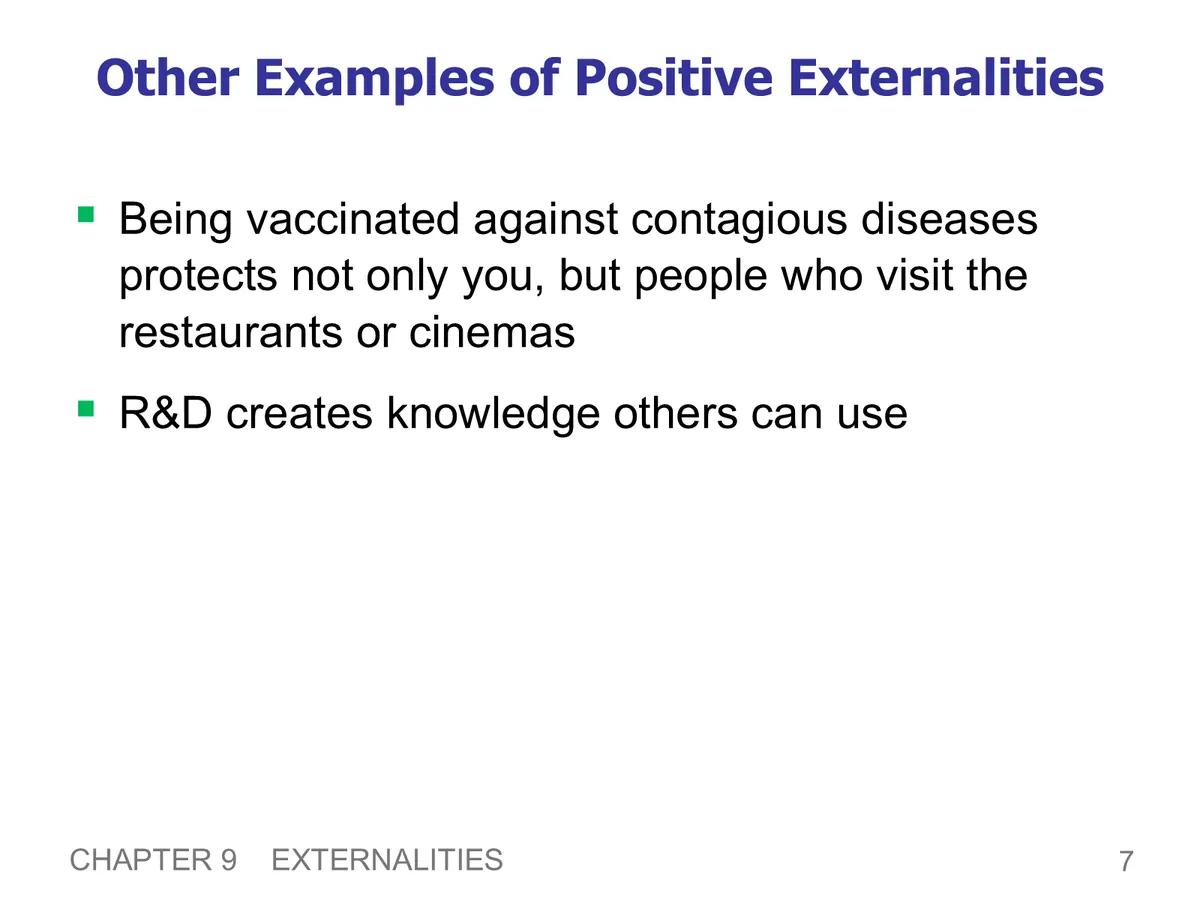 Other Examples of Positive Externalities
Being vaccinated against contagious diseases
protects not only you, but people who visit the
restaurants or cinemas
R&D creates knowledge others can use
CHAPTER 9 EXTERNALITIES
7